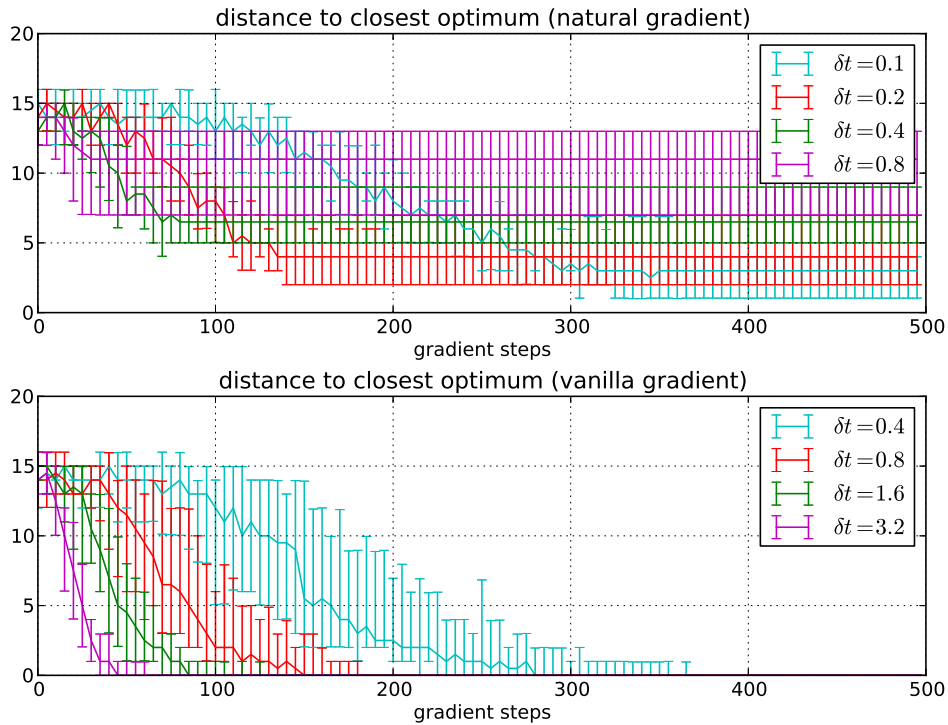 distance to closest optimum (natural gradient)
20
15
10
5
0
0 100 200 300 400 500
gradient steps
δt = 0.1
δt = 0.2
δt = 0.4
δt = 0.8
distance to closest optimum (vanilla gradient)
20
15
10
5
0
0 100 200 300 400 500
gradient steps
δt = 0.4
δt = 0.8
δt = 1.6
δt = 3.2